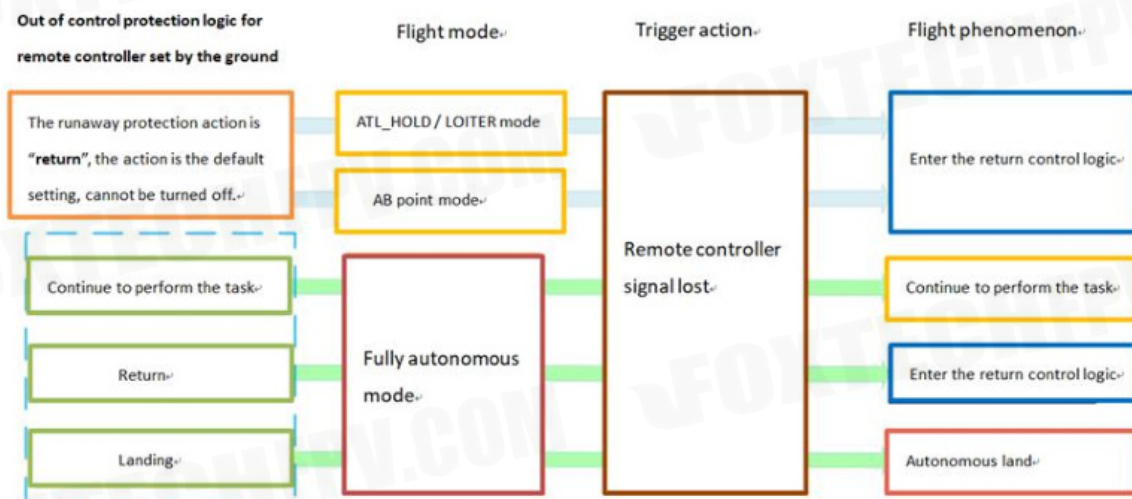 Out of control protection logic for
remote controller set by the ground
Flight mode
Trigger action
Flight phenomenon
The runaway protection action is
“return”, the action is the default
setting, cannot be turned off.
ATL_HOLD / LOITER mode
AB point mode
Enter the return control logic
Continue to perform the task
Return
Landing
Fully autonomous
mode
Remote controller
signal lost
Continue to perform the task
Enter the return control logic
Autonomous land
FOXTECHFPV.COM